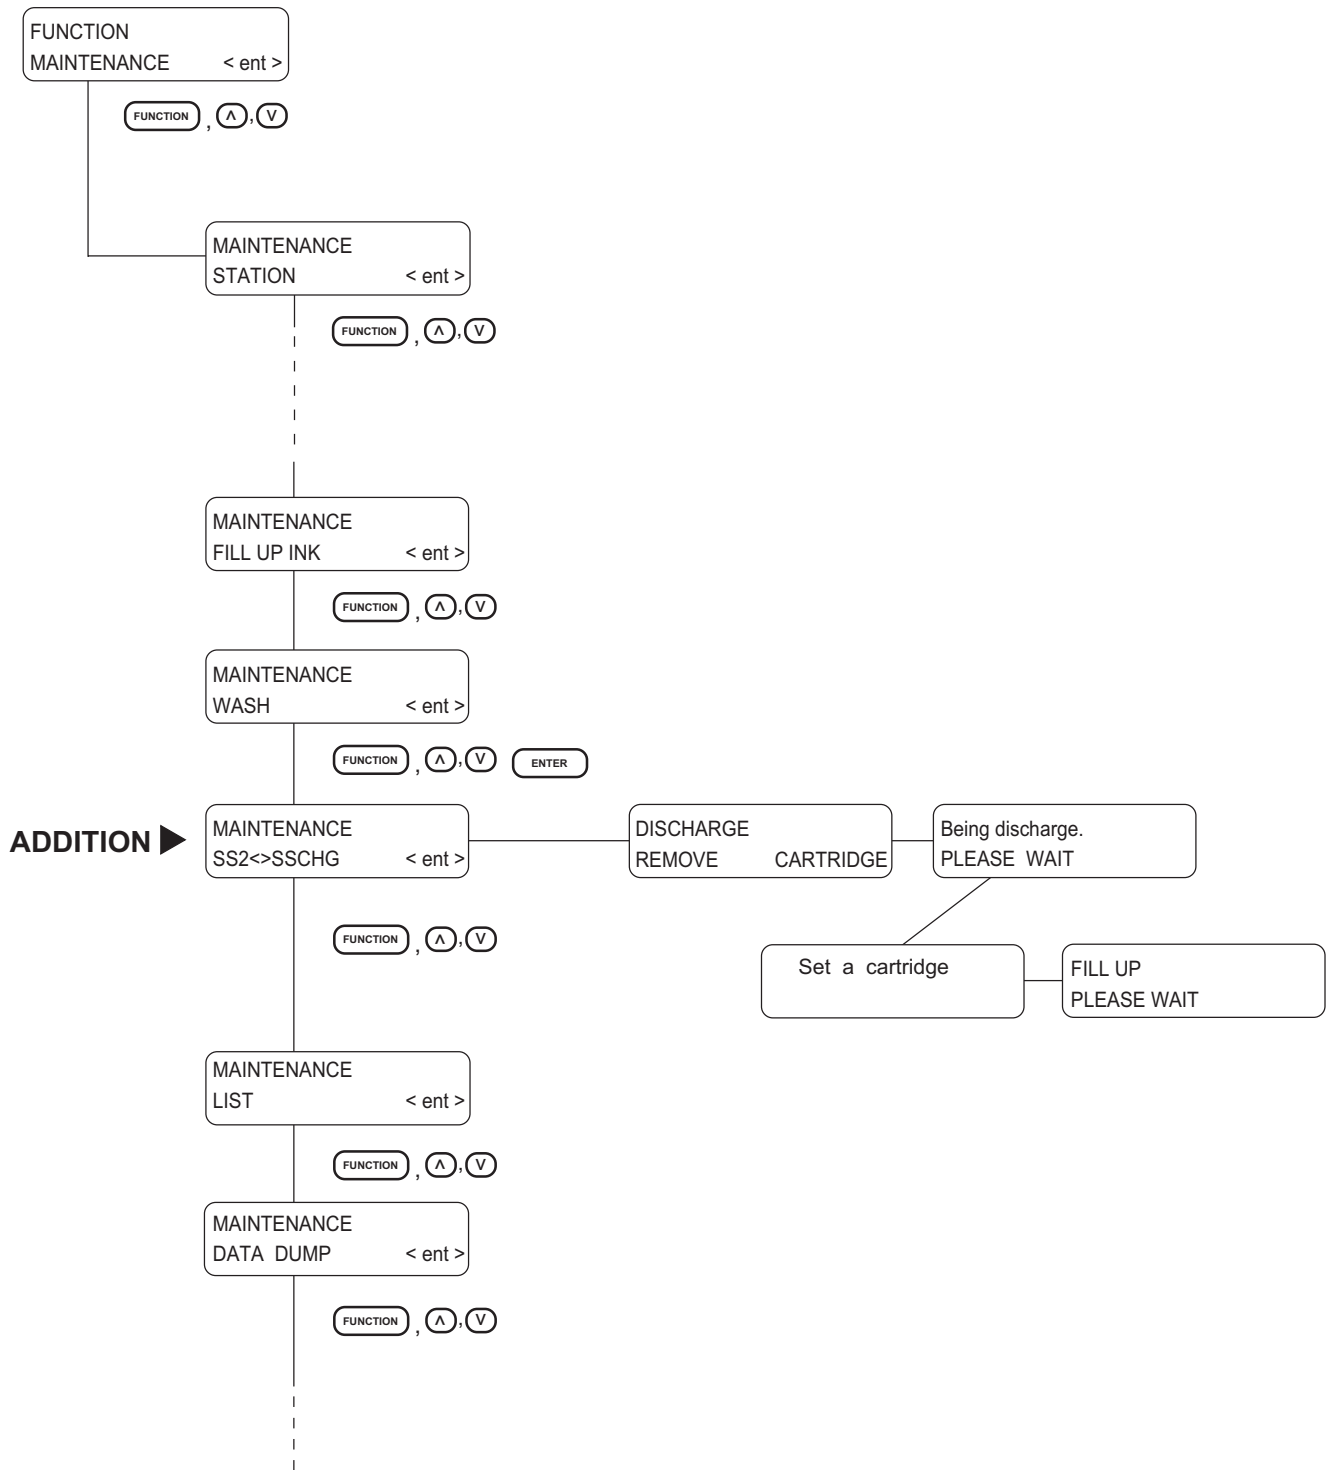 FUNCTION
MAINTENANCE < ent >
FUNCTION , ∧ , V
MAINTENANCE
STATION < ent >
FUNCTION , ∧ , V
MAINTENANCE
FILL UP INK < ent >
FUNCTION , ∧ , V
MAINTENANCE
WASH < ent >
FUNCTION , ∧ , V ENTER
ADDITION ▶
MAINTENANCE
SS2<>SSCHG < ent >
DISCHARGE
REMOVE CARTRIDGE
Being discharge.
PLEASE WAIT
FUNCTION , ∧ , V
Set a cartridge
FILL UP
PLEASE WAIT
MAINTENANCE
LIST < ent >
FUNCTION , ∧ , V
MAINTENANCE
DATA DUMP < ent >
FUNCTION , ∧ , V